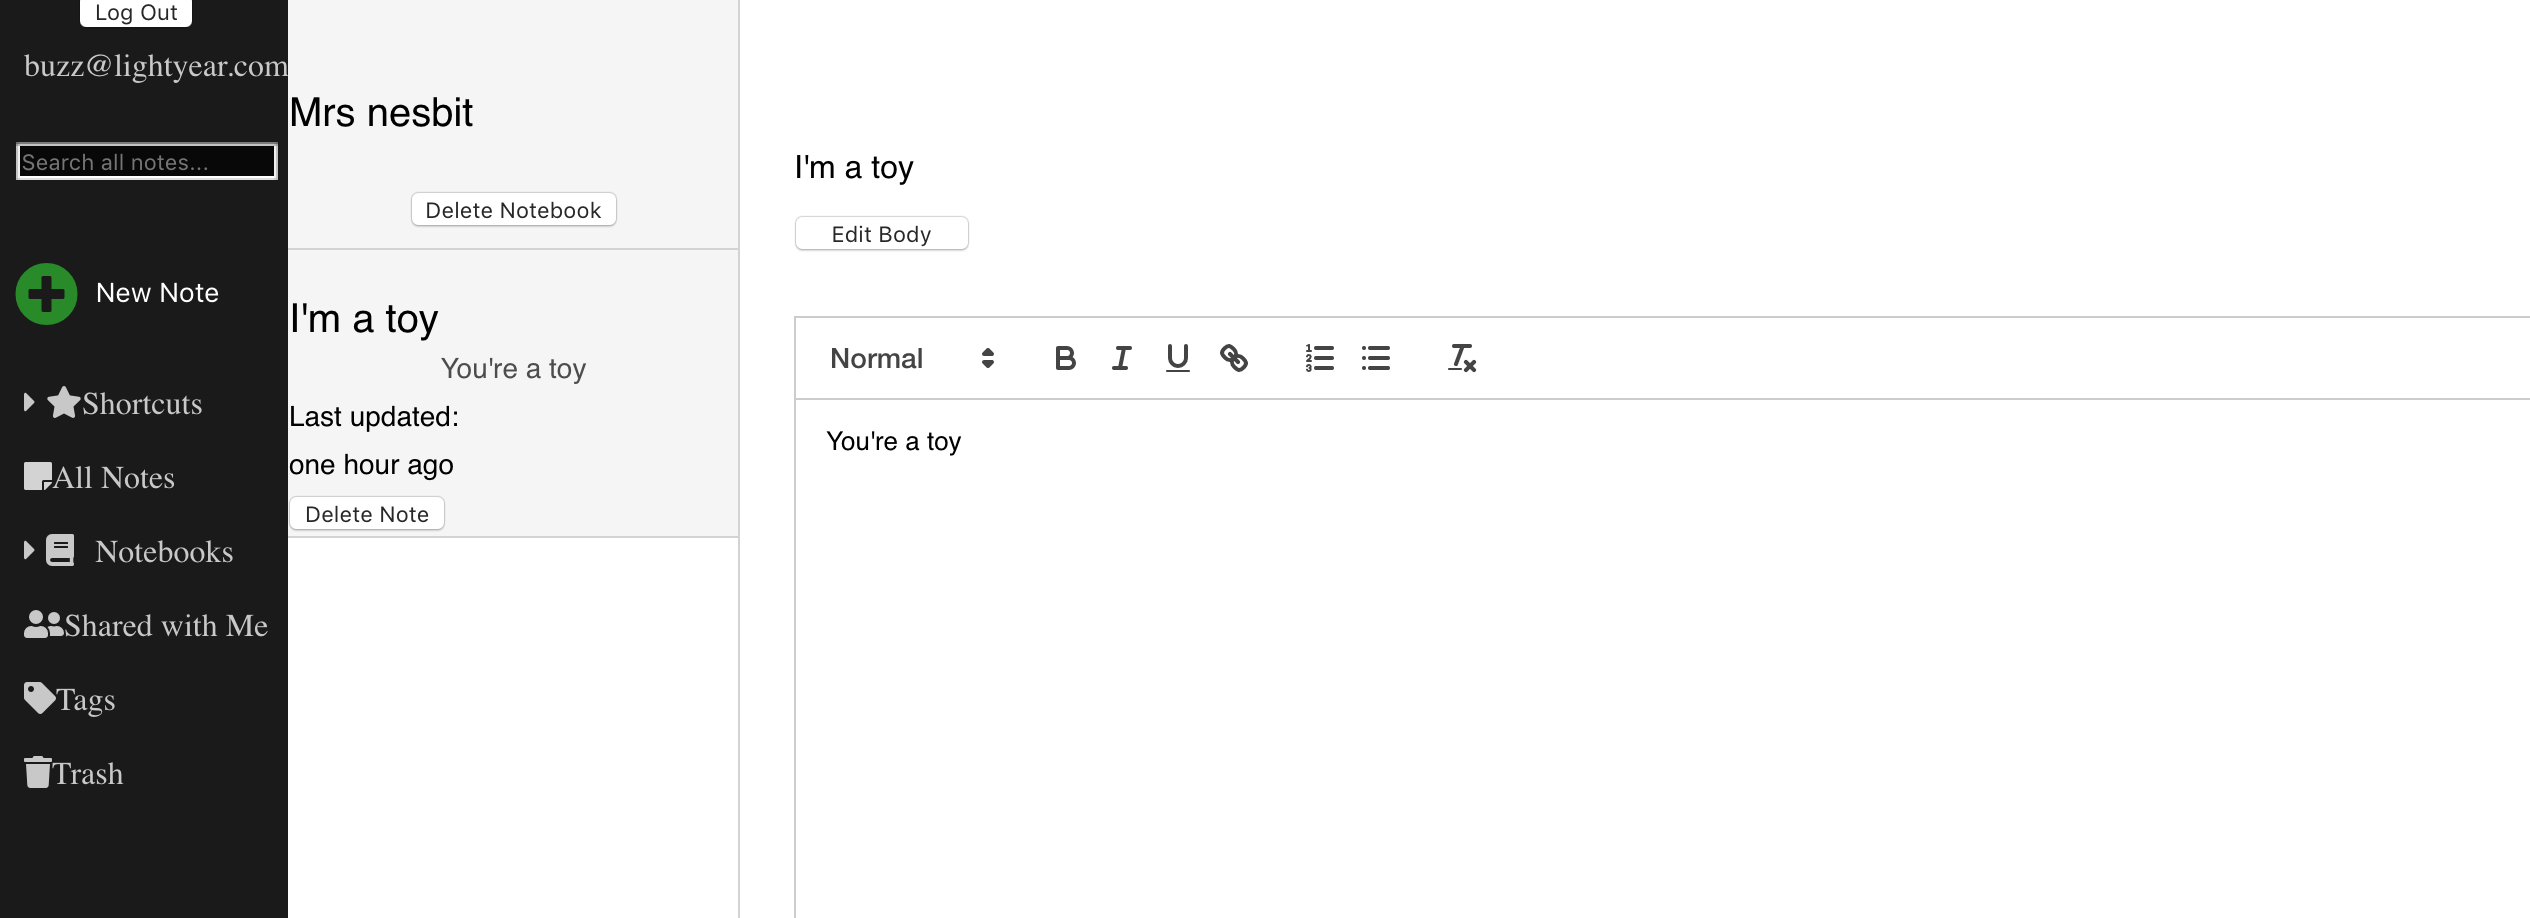 Log Out
buzz@lightyear.com
Search all notes...
New Note
Shortcuts
All Notes
Notebooks
Shared with Me
Tags
Trash
Mrs nesbit
Delete Notebook
I'm a toy
You're a toy
Last updated:
one hour ago
Delete Note
I'm a toy
Edit Body
Normal
You're a toy